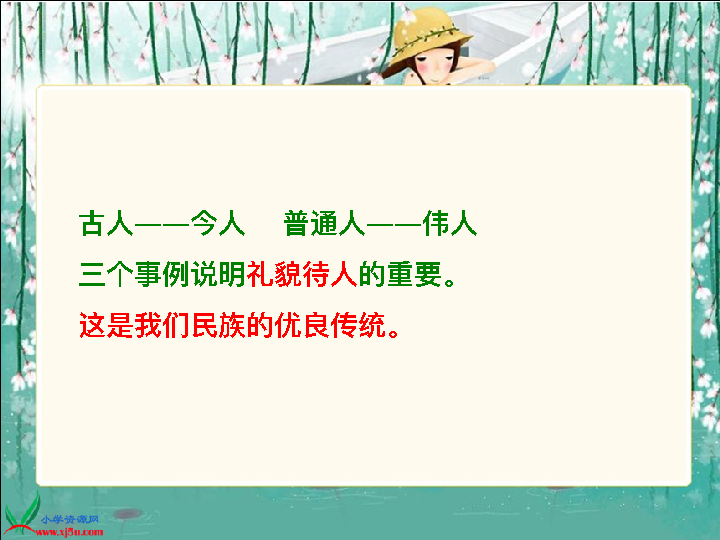 古人——今人 普通人——伟人
三个事例说明礼貌待人的重要。
这是我们民族的优良传统。
小学资源网
www.xj5u.com